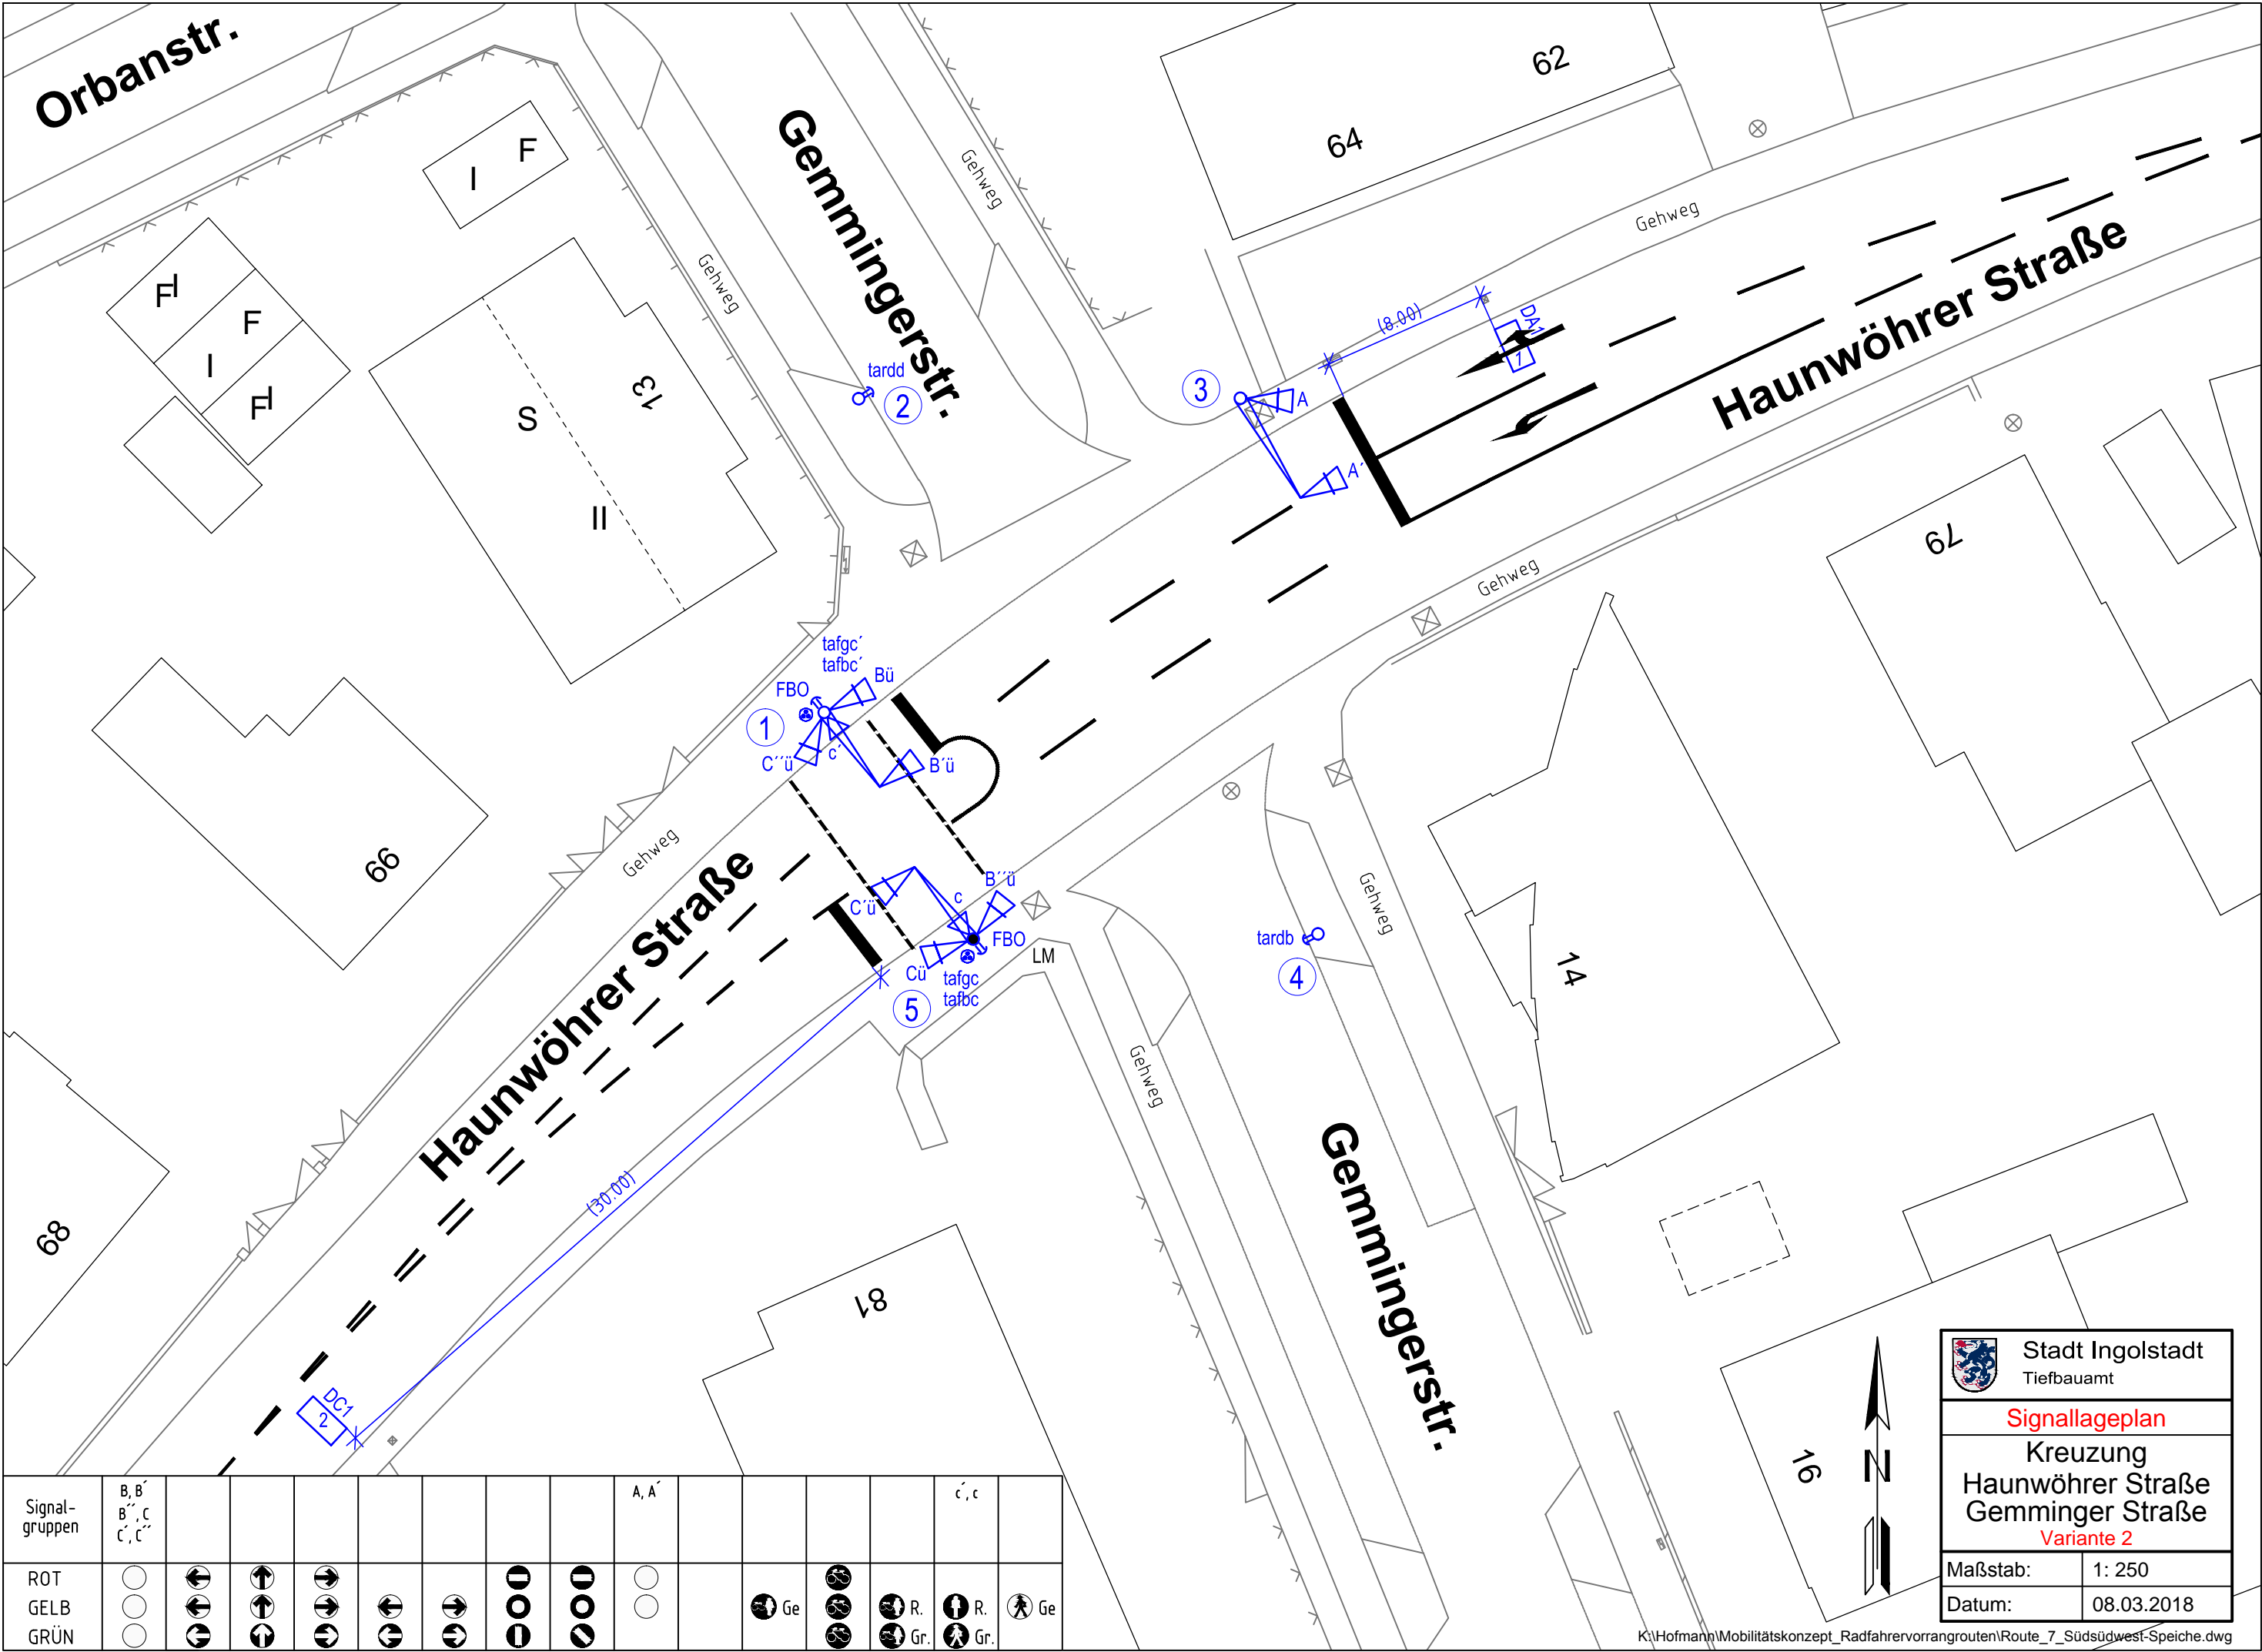 Orbanstr.
F
I
F
I
F
I
F
I
S
13
II
Gemmingerstr.
Gehweg
Gehweg
tardd
2
62
64
Gehweg
3
A
A´
(8.00)
DA1
1
Haunwöhrer Straße
79
Gehweg
tafgc´
tafbc´
FBO
Bü
1
C´´ü
c´
B´ü
66
Gehweg
Haunwöhrer Straße
C´ü
c
B´´ü
FBO
Cü
tafgc
tafbc
5
LM
tardb
4
Gehweg
Gehweg
14
68
(30.00)
81
Gemmingerstr.
DC1
2
16
N
Signal-
gruppen
B, B´
B´´, C
C´, C´´
A, A´
c´, c
ROT
GELB
Ge
R.
R.
Ge
GRÜN
Gr.
Gr.
Stadt Ingolstadt
Tiefbauamt
Signallageplan
Kreuzung
Haunwöhrer Straße
Gemminger Straße
Variante 2
Maßstab: 1: 250
Datum: 08.03.2018
K:\Hofmann\Mobilitätskonzept_Radfahrervorrangrouten\Route_7_Südsüdwest-Speiche.dwg